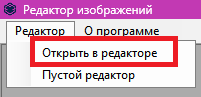 Редактор изображений
Редактор О программе
Открыть в редакторе
Пустой редактор